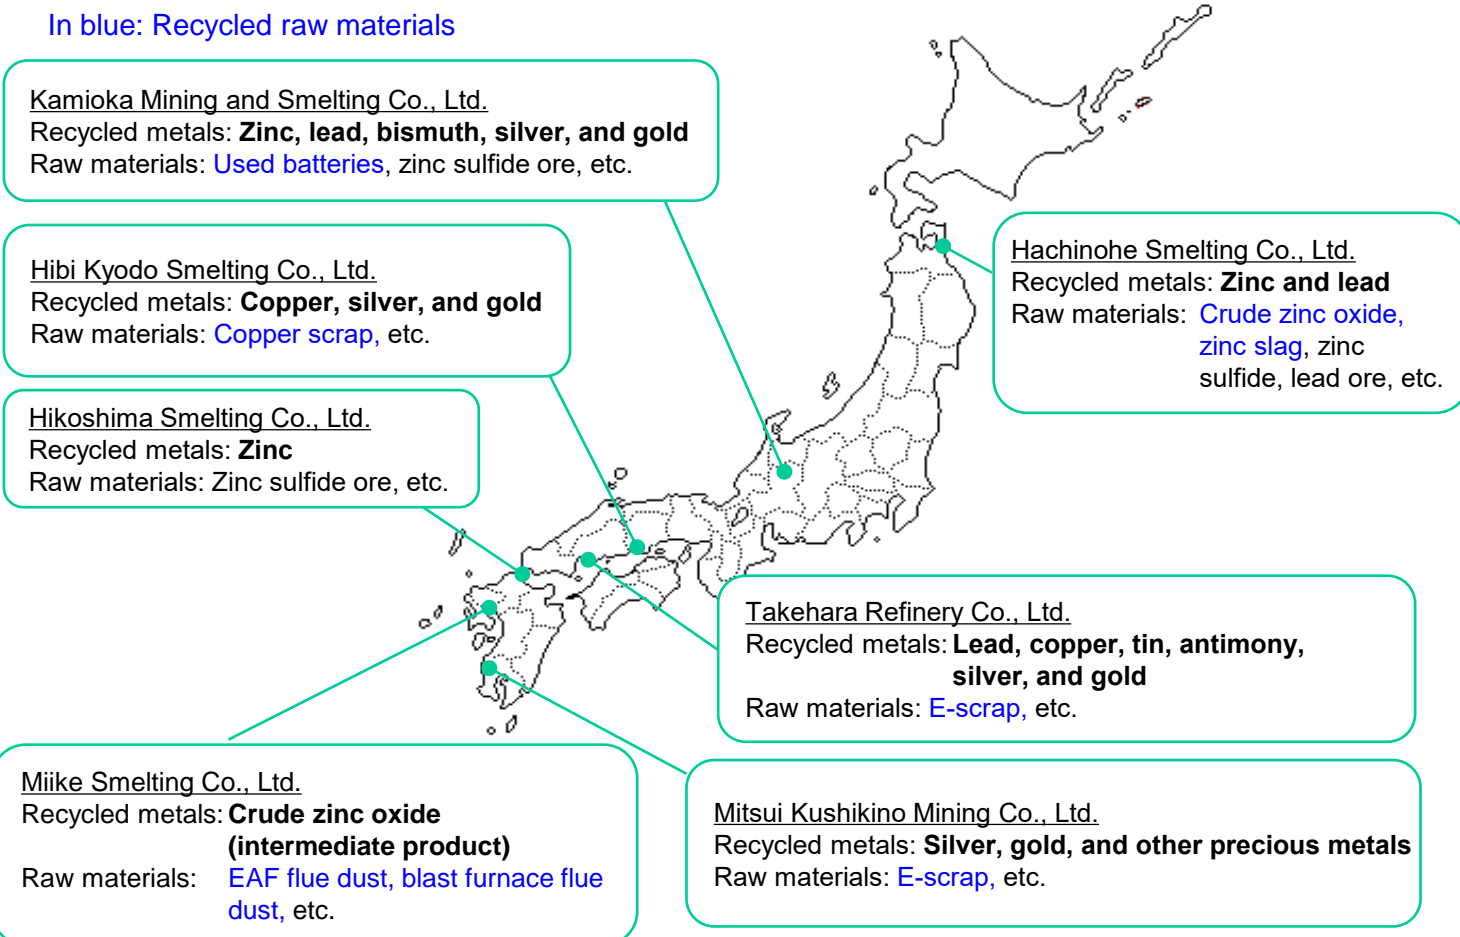 In blue: Recycled raw materials
Kamioka Mining and Smelting Co., Ltd.
Recycled metals: Zinc, lead, bismuth, silver, and gold
Raw materials: Used batteries, zinc sulfide ore, etc.
Hibi Kyodo Smelting Co., Ltd.
Recycled metals: Copper, silver, and gold
Raw materials: Copper scrap, etc.
Hachinohe Smelting Co., Ltd.
Recycled metals: Zinc and lead
Raw materials: Crude zinc oxide,
zinc slag, zinc
sulfide, lead ore, etc.
Hikoshima Smelting Co., Ltd.
Recycled metals: Zinc
Raw materials: Zinc sulfide ore, etc.
Takehara Refinery Co., Ltd.
Recycled metals: Lead, copper, tin, antimony,
silver, and gold
Raw materials: E-scrap, etc.
Miike Smelting Co., Ltd.
Recycled metals: Crude zinc oxide
(intermediate product)
Raw materials: EAF flue dust, blast furnace flue
dust, etc.
Mitsui Kushikino Mining Co., Ltd.
Recycled metals: Silver, gold, and other precious metals
Raw materials: E-scrap, etc.